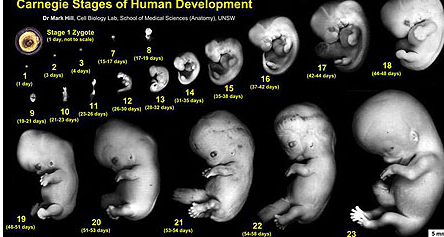 Carnegie Stages of Human Development
Dr Mark Hill, Cell Biology Lab, School of Medical Sciences (Anatomy), UNSW
Stage 1 Zygote
(1 day, not to scale)
1
(1 day)
2
(3 days)
3
(4 days)
7
(15-17 days)
8
(17-19 days)
9
(19-21 days)
10
(21-23 days)
11
(23-26 days)
12
(26-30 days)
13
(28-32 days)
14
(31-35 days)
15
(35-38 days)
16
(37-42 days)
17
(42-44 days)
18
(44-48 days)
19
(48-51 days)
20
(51-53 days)
21
(53-54 days)
22
(54-58 days)
23
5 mm